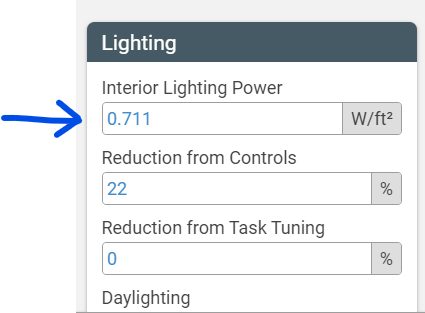 Lighting
Interior Lighting Power
0.711 W/ft²
Reduction from Controls
22 %
Reduction from Task Tuning
0 %
Daylighting